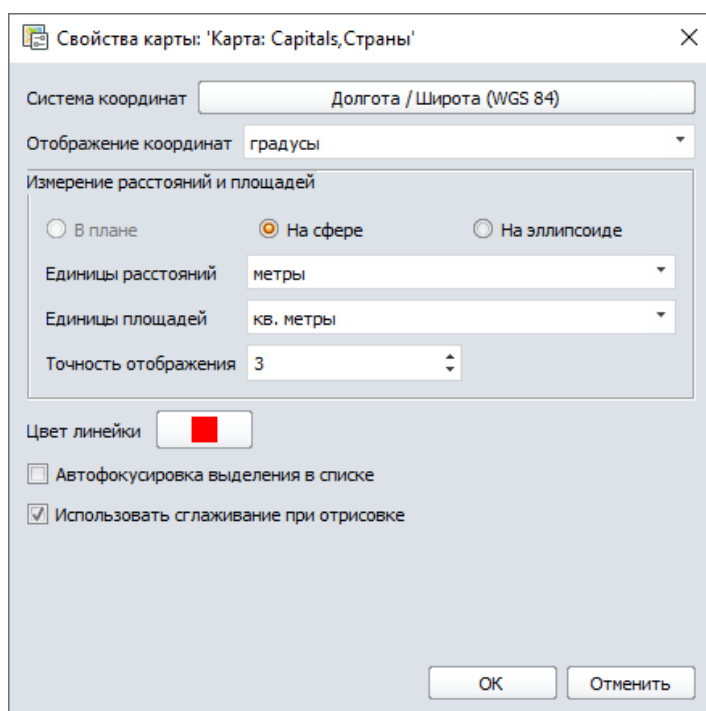 Свойства карты: 'Карта: Capitals,Страны'
Система координат Долгота / Широта (WGS 84)
Отображение координат градусы
Измерение расстояний и площадей
В плане На сфере На эллипсоиде
Единицы расстояний метры
Единицы площадей кв. метры
Точность отображения 3
Цвет линейки
Автофокусировка выделения в списке
Использовать сглаживание при отрисовке
ОК Отменить